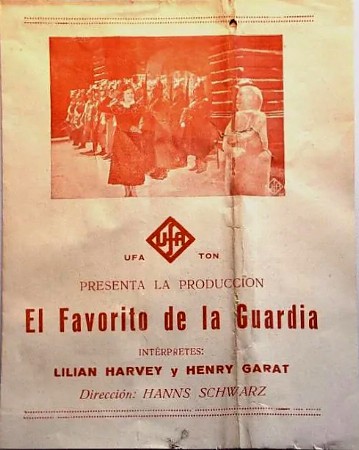 UFA
UFA TON
PRESENTA LA PRODUCCION
El Favorito de la Guardia
INTÉRPRETES:
LILIAN HARVEY y HENRY GARAT
Dirección: HANNS SCHWARZ